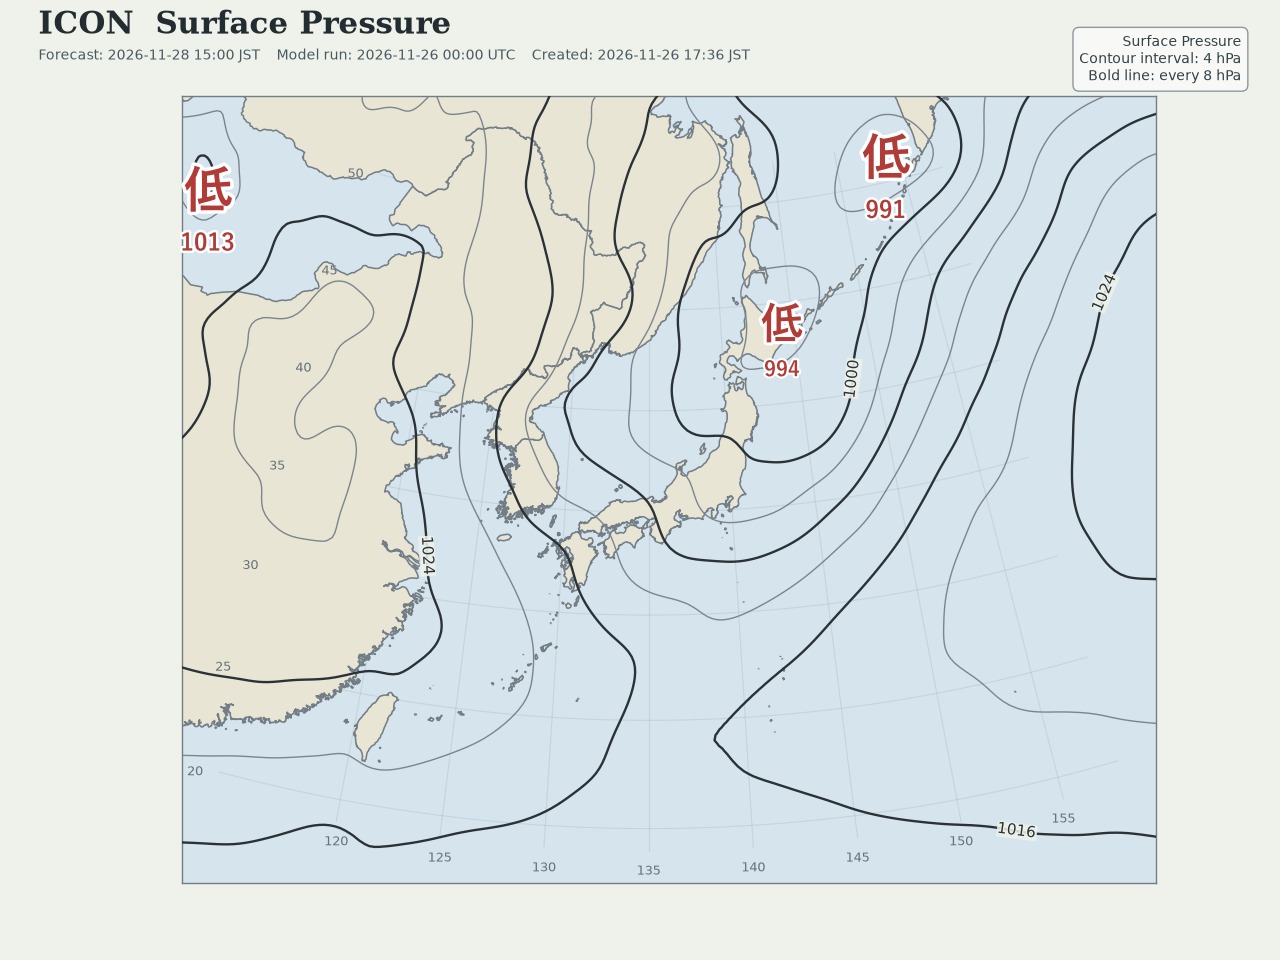 ICON  Surface Pressure
Forecast: 2026-11-28 15:00 JST    Model run: 2026-11-26 00:00 UTC    Created: 2026-11-26 17:36 JST
Surface Pressure
Contour interval: 4 hPa
Bold line: every 8 hPa
低
991
50
低
1013
45
1024
低
994
40
1000
35
1024
30
25
20
155
1016
120
150
125
145
130
140
135